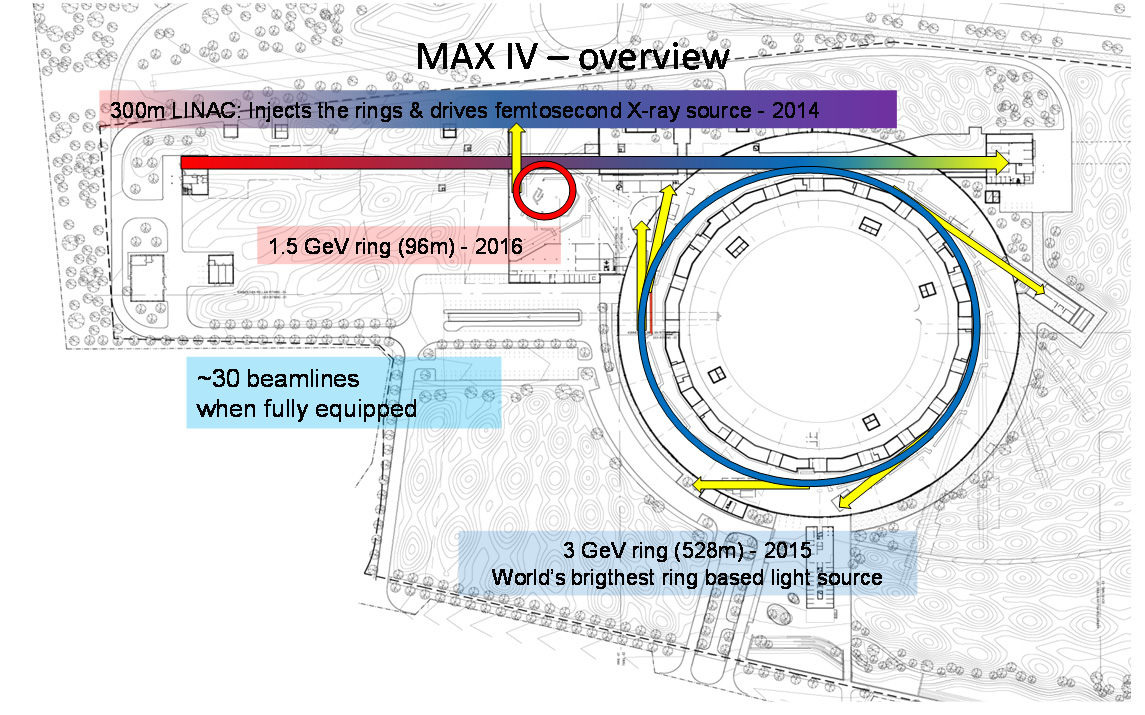 MAX IV – overview
300m LINAC: Injects the rings & drives femtosecond X-ray source - 2014
1.5 GeV ring (96m) - 2016
~30 beamlines
when fully equipped
3 GeV ring (528m) - 2015
World's brigthest ring based light source